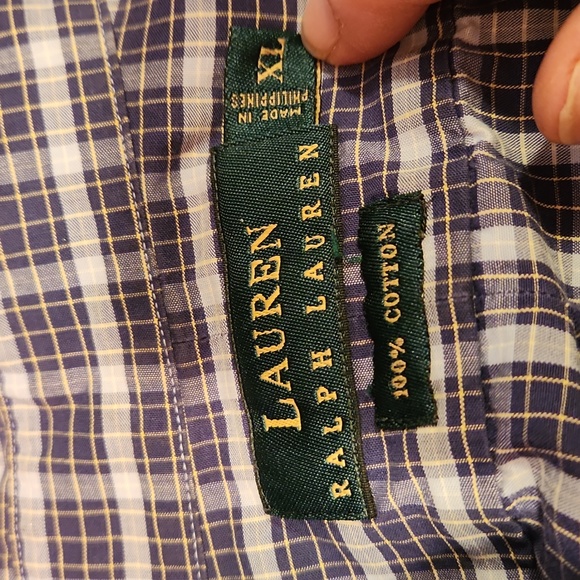 XL
MADE IN
PHILIPPINES
LAUREN
RALPH LAUREN
100% COTTON